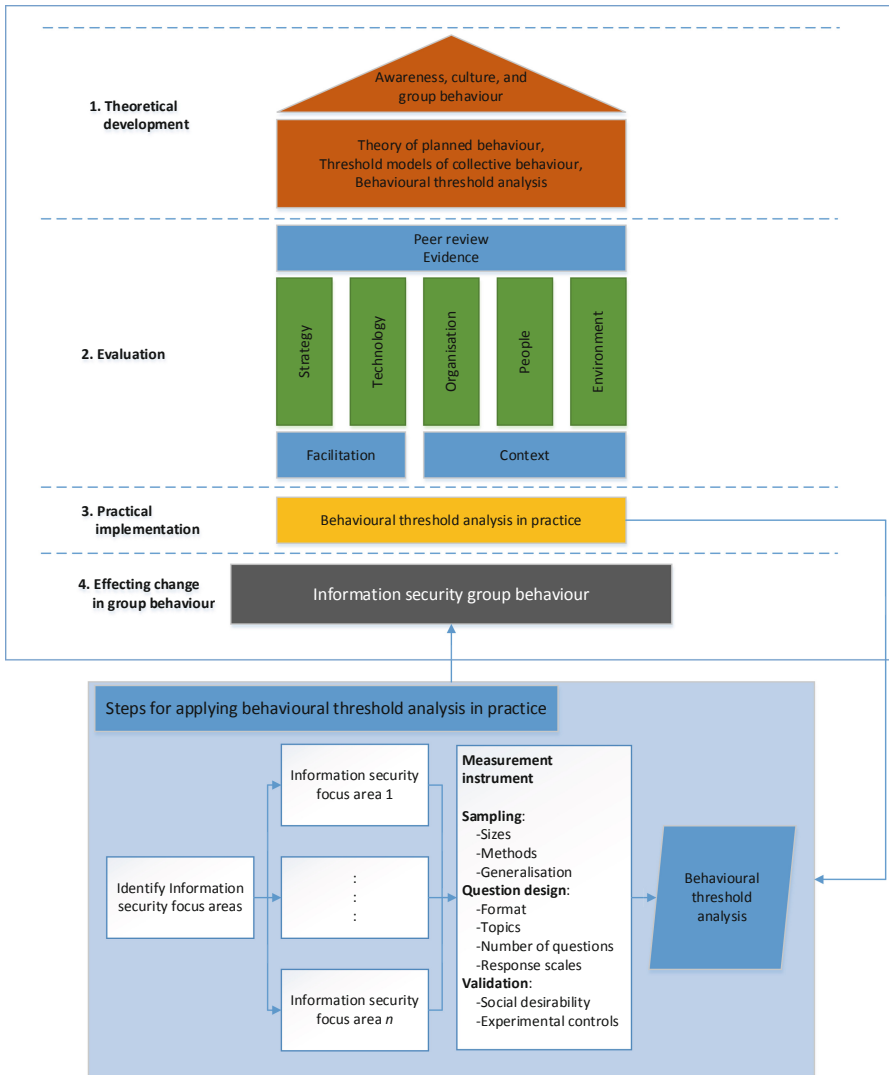 Awareness, culture, and
group behaviour
1. Theoretical
development
Theory of planned behaviour,
Threshold models of collective behaviour,
Behavioural threshold analysis
Peer review
Evidence
2. Evaluation
Strategy
Technology
Organisation
People
Environment
Facilitation
Context
3. Practical
implementation
Behavioural threshold analysis in practice
4. Effecting change
in group behaviour
Information security group behaviour
Steps for applying behavioural threshold analysis in practice
Identify Information
security focus areas
Information security
focus area 1
:
:
:
Information security
focus area n
Measurement
instrument
Sampling:
-Sizes
-Methods
-Generalisation
Question design:
-Format
-Topics
-Number of questions
-Response scales
Validation:
-Social desirability
-Experimental controls
Behavioural
threshold
analysis